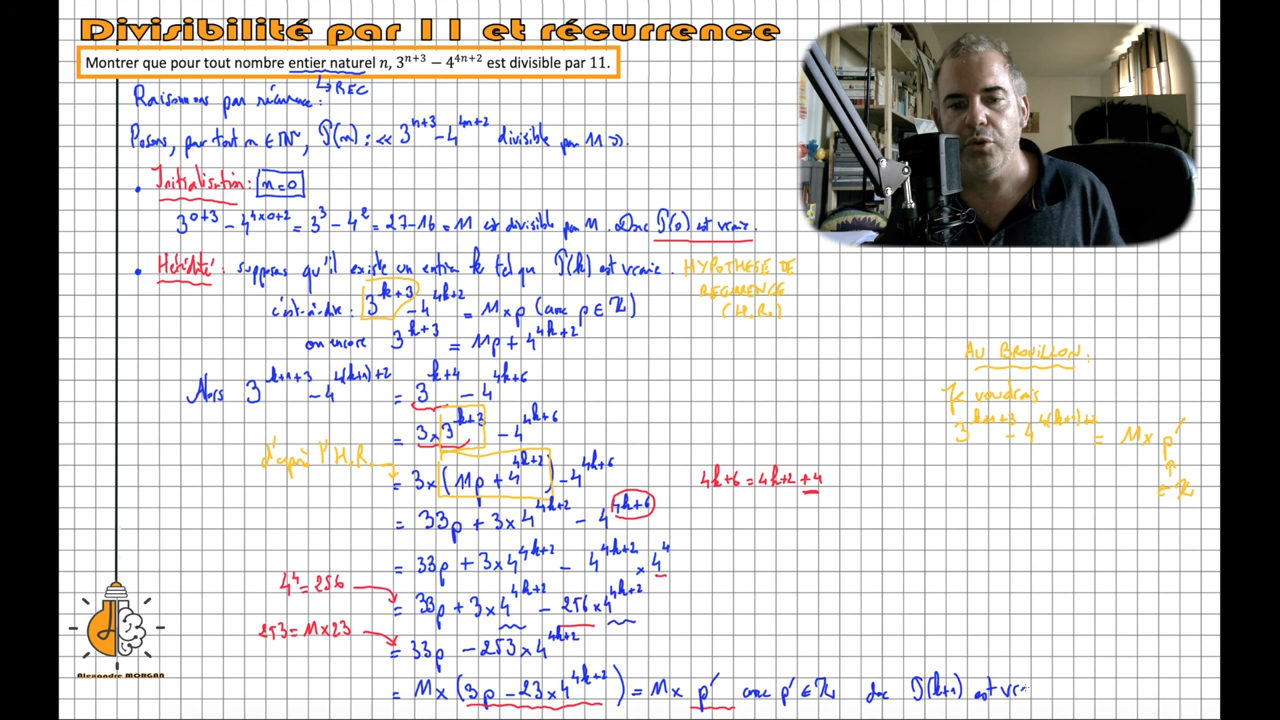 Divisibilité par 11 et récurrence
Montrer que pour tout nombre entier naturel n, 3^{n+3} − 4^{4n+2} est divisible par 11.
↳ REC
Raisonnons par récurrence :
Posons, pour tout n ∈ ℕ, P(n) : « 3^{n+3} − 4^{4n+2} divisible par 11 ».
• Initialisation : n=0
3^{0+3} − 4^{4×0+2} = 3^3 − 4^2 = 27−16 = 11 est divisible par 11. Donc P(0) est vraie.
• Hérédité : supposons qu'il existe un entier k tel que P(k) est vraie. HYPOTHESE DE
RECURRENCE
(H.R.)
c'est-à-dire : 3^{k+3} − 4^{4k+2} = 11×p (avec p ∈ ℤ)
ou encore 3^{k+3} = 11p + 4^{4k+2}
Alors 3^{k+1+3} − 4^{4(k+1)+2} = 3^{k+4} − 4^{4k+6}
= 3×3^{k+3} − 4^{4k+6}
d'après l'H.R. = 3×(11p + 4^{4k+2}) − 4^{4k+6}
4k+6 = 4k+2+4
= 33p + 3×4^{4k+2} − 4^{4k+6}
= 33p + 3×4^{4k+2} − 4^{4k+2} × 4^4
4^4 = 256
= 33p + 3×4^{4k+2} − 256×4^{4k+2}
253 = 11×23
= 33p − 253×4^{4k+2}
= 11×(3p − 23×4^{4k+2}) = 11× p' avec p' ∈ ℤ donc P(k+1) est vra
AU BROUILLON :
Je voudrais
3^{k+1+3} − 4^{4(k+1)+2} = 11× p'
∈ ℤ
Alexandre MORGAN